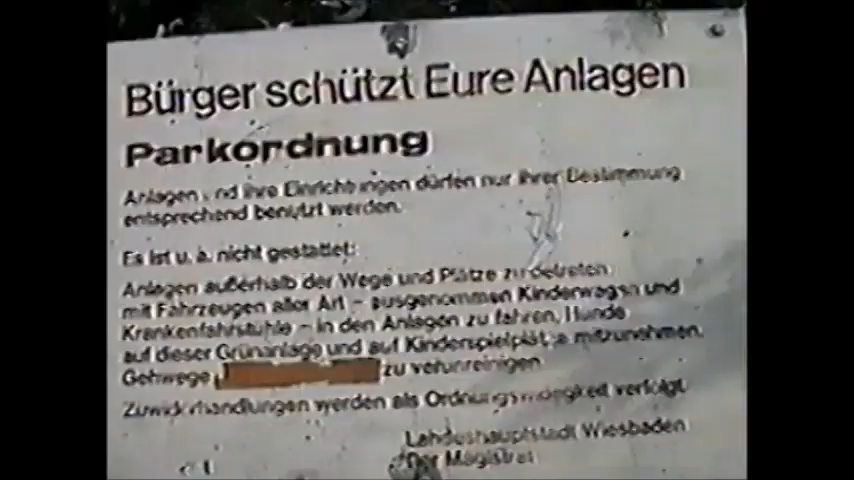 Bürger schützt Eure Anlagen
Parkordnung
Anlagen und ihre Einrichtungen dürfen nur ihrer Bestimmung
entsprechend benutzt werden.
Es ist u. a. nicht gestattet:
Anlagen außerhalb der Wege und Plätze zu betreten
mit Fahrzeugen aller Art - ausgenommen Kinderwagen und
Krankenfahrstühle - in den Anlagen zu fahren, Hunde
auf dieser Grünanlage und auf Kinderspielplätze mitzunehmen,
Gehwege zu verunreinigen
Zuwiderhandlungen werden als Ordnungswidrigkeit verfolgt
Landeshauptstadt Wiesbaden
Der Magistrat